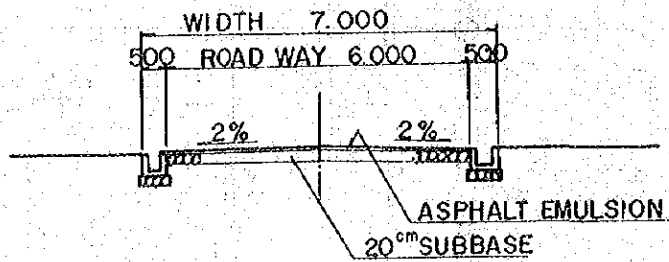 WIDTH 7.000
500 ROAD WAY 6.000 500
2% 2%
ASPHALT EMULSION
20cm SUBBASE